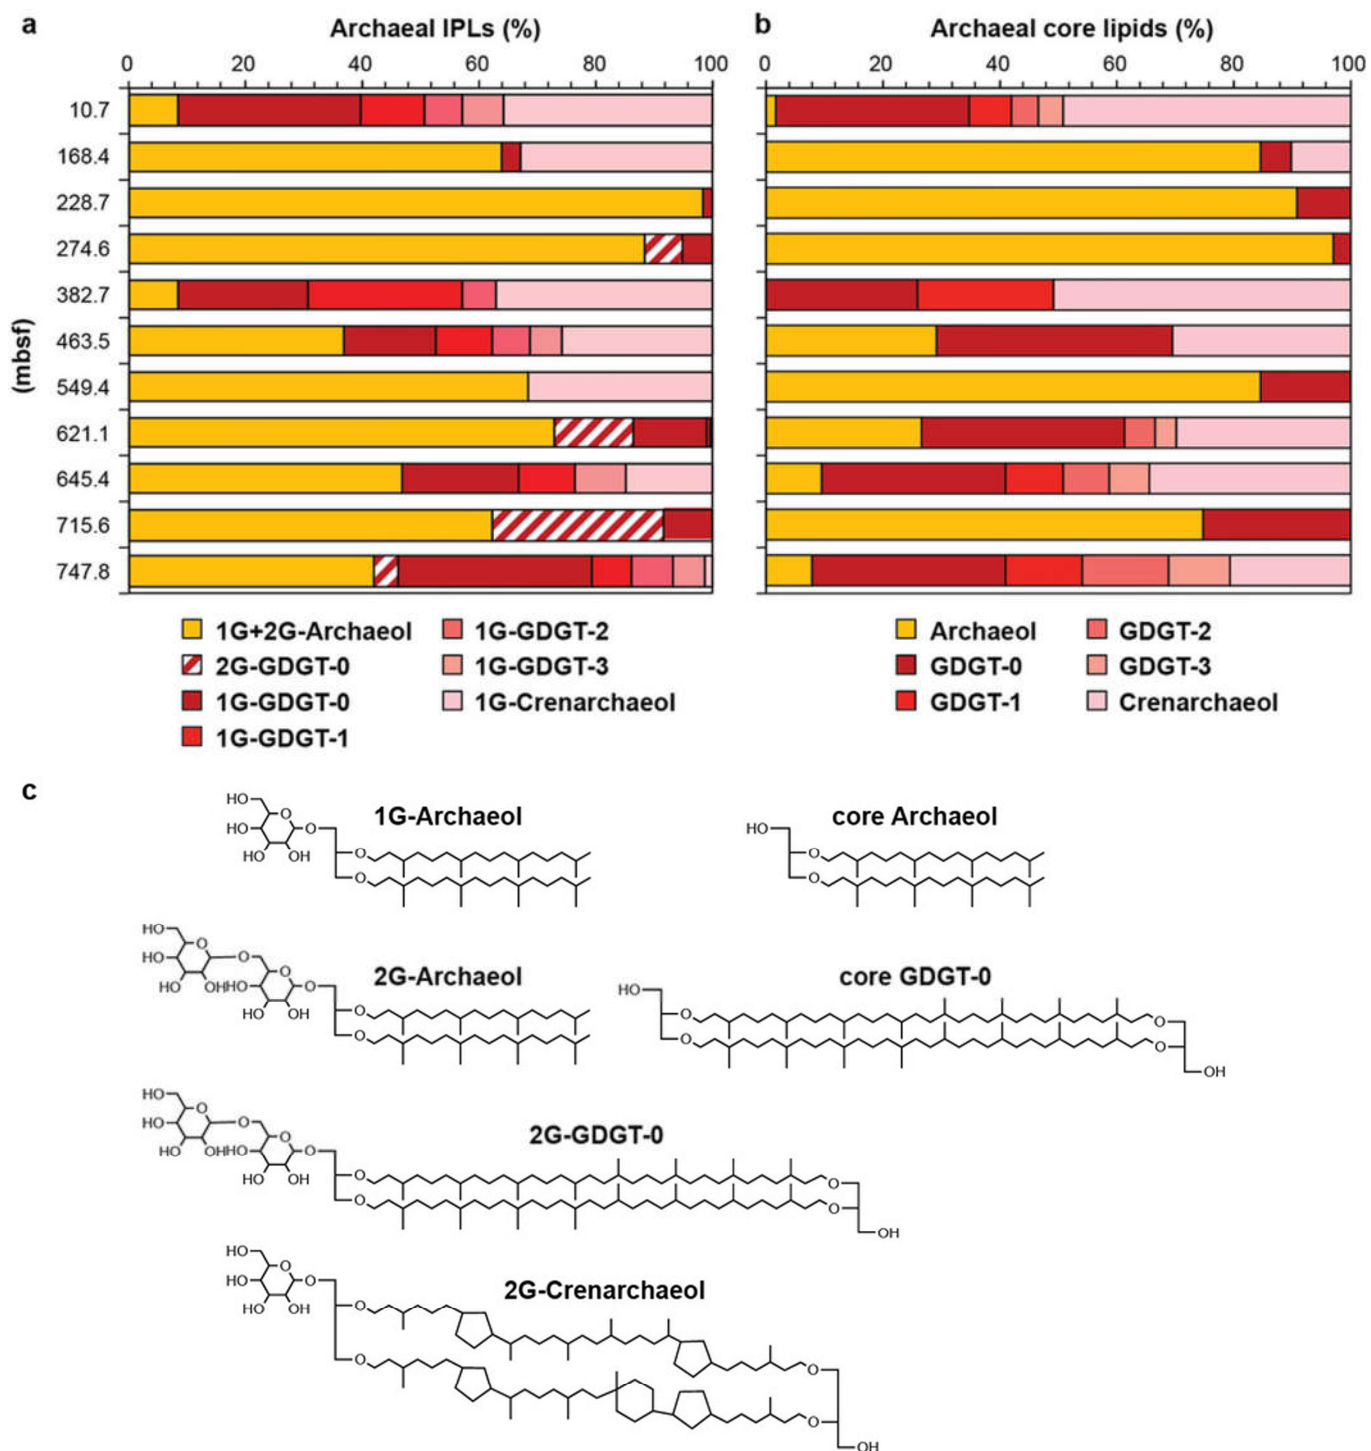 a
Archaeal IPLs (%)
0 20 40 60 80 100
b
Archaeal core lipids (%)
0 20 40 60 80 100
(mbsf)
10.7
168.4
228.7
274.6
382.7
463.5
549.4
621.1
645.4
715.6
747.8
1G+2G-Archaeol
2G-GDGT-0
1G-GDGT-0
1G-GDGT-1
1G-GDGT-2
1G-GDGT-3
1G-Crenarchaeol
Archaeol
GDGT-0
GDGT-1
GDGT-2
GDGT-3
Crenarchaeol
c
1G-Archaeol
HO
O
HO
O
HO OH
O
O
core Archaeol
HO
O
O
2G-Archaeol
HO
O
HO
O
HO OH
HO
O
O
HO OH
O
O
core GDGT-0
HO
O
O
O
O
OH
2G-GDGT-0
HO
O
HO
O
HO OH
HO
O
O
HO OH
O
O
O
O
OH
2G-Crenarchaeol
HO
O
HO
O
HO OH
O
O
O
O
OH